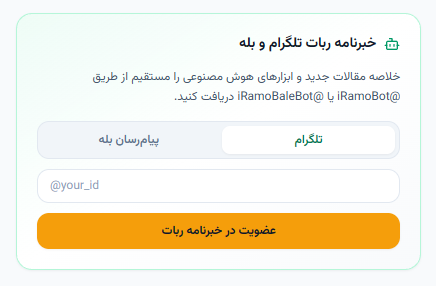 خبرنامه ربات تلگرام و بله
خلاصه مقالات جدید و ابزارهای هوش مصنوعی را مستقیم از طریق
@iRamoBot یا @iRamoBaleBot دریافت کنید.
تلگرام
پیام‌رسان بله
@your_id
عضویت در خبرنامه ربات